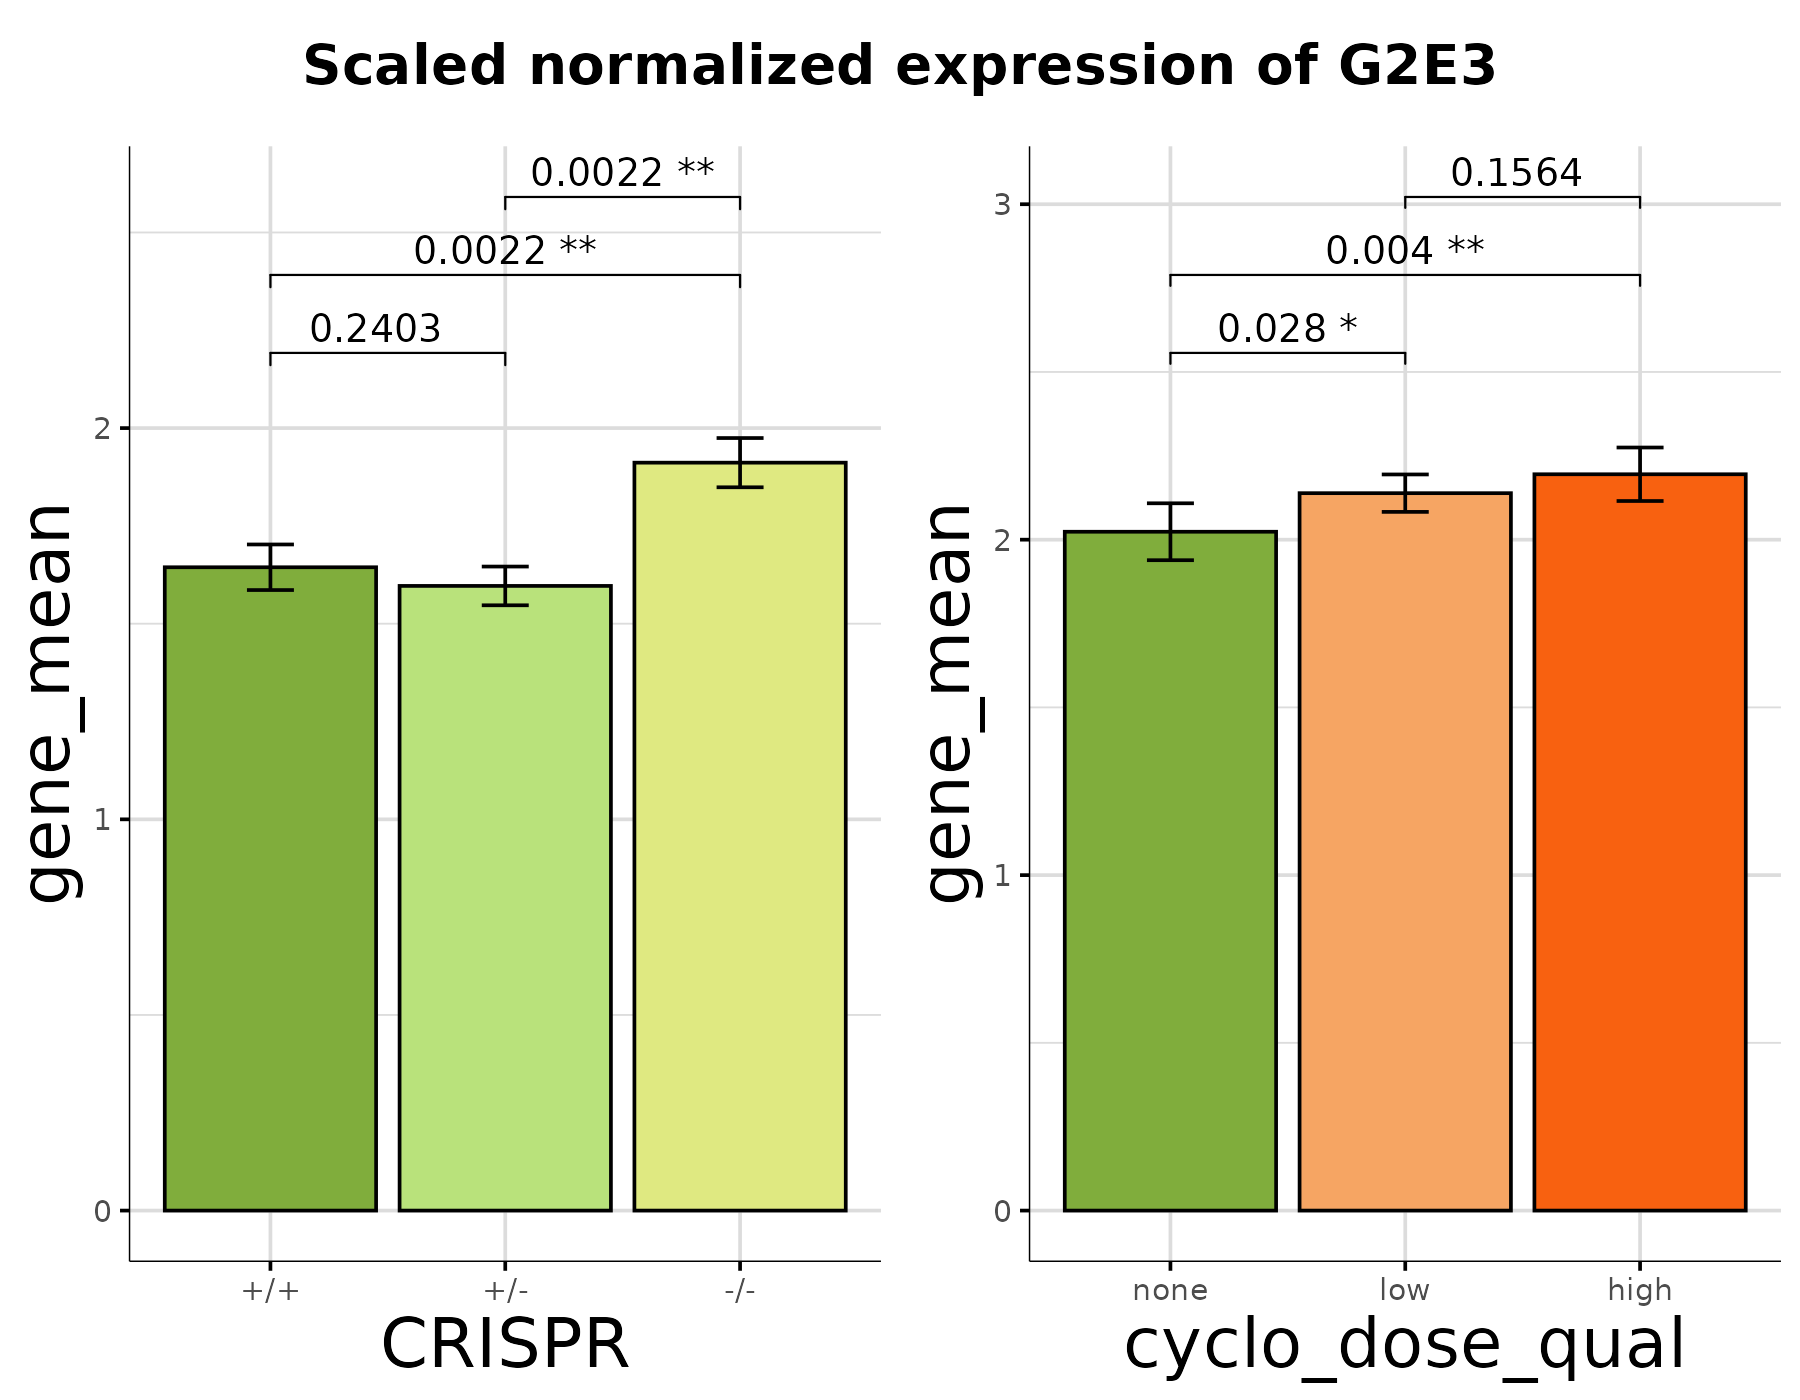 Scaled normalized expression of G2E3
0.0022 **
0.0022 **
0.2403
2
1
0
gene_mean
+/+ +/- -/-
CRISPR
0.1564
0.004 **
0.028 *
3
2
1
0
gene_mean
none low high
cyclo_dose_qual